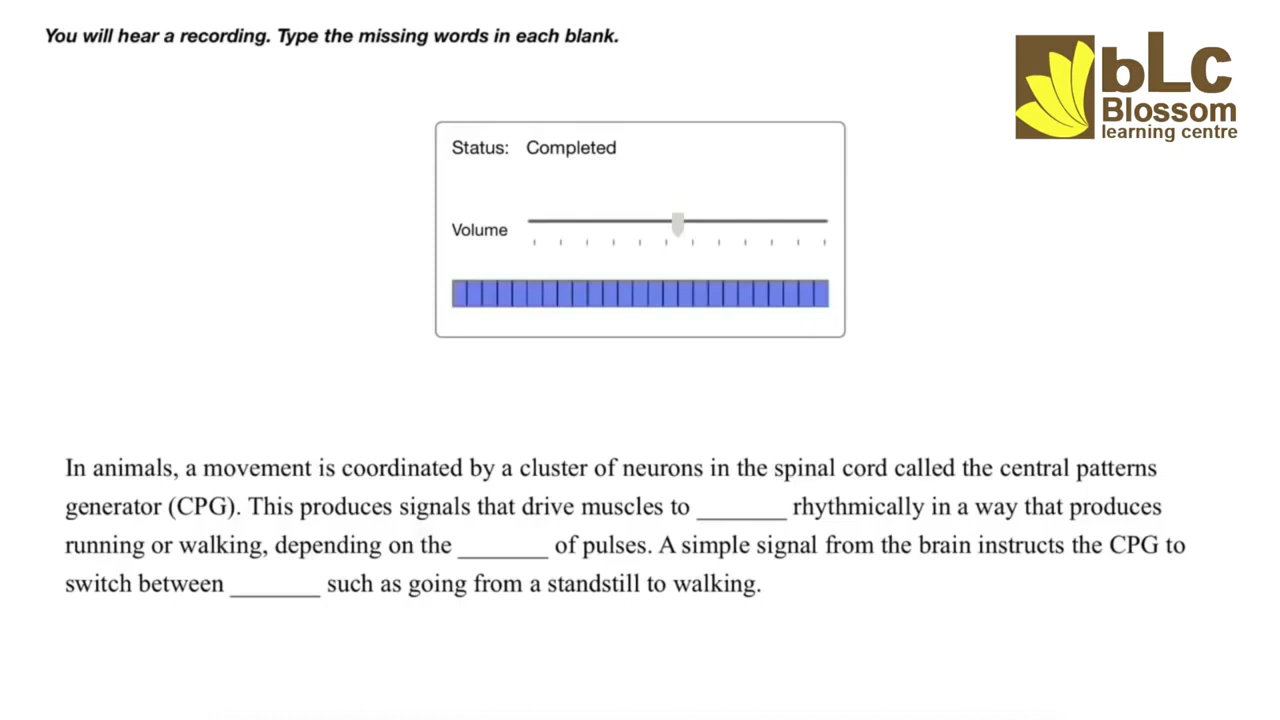 You will hear a recording. Type the missing words in each blank.
bLc
Blossom
learning centre
Status: Completed
Volume
In animals, a movement is coordinated by a cluster of neurons in the spinal cord called the central patterns
generator (CPG). This produces signals that drive muscles to _______ rhythmically in a way that produces
running or walking, depending on the _______ of pulses. A simple signal from the brain instructs the CPG to
switch between _______ such as going from a standstill to walking.